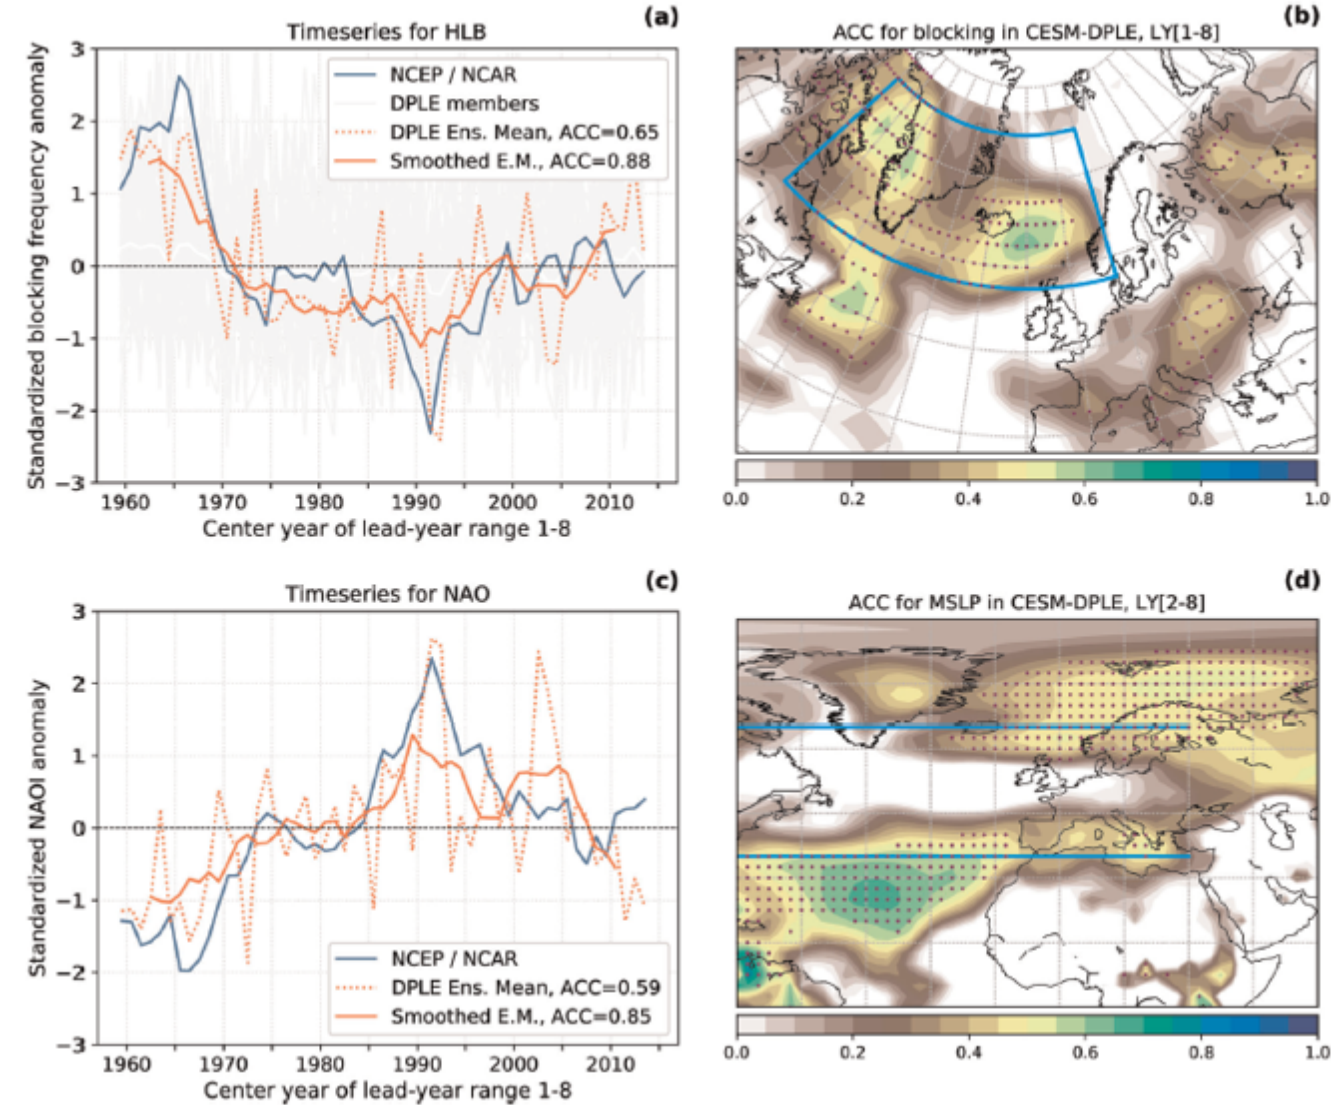 (a)
Timeseries for HLB
Standardized blocking frequency anomaly
3
2
1
0
−1
−2
−3
NCEP / NCAR
DPLE members
DPLE Ens. Mean, ACC=0.65
Smoothed E.M., ACC=0.88
1960 1970 1980 1990 2000 2010
Center year of lead-year range 1-8
(b)
ACC for blocking in CESM-DPLE, LY[1-8]
0.0 0.2 0.4 0.6 0.8 1.0
(c)
Timeseries for NAO
Standardized NAOI anomaly
3
2
1
0
−1
−2
−3
NCEP / NCAR
DPLE Ens. Mean, ACC=0.59
Smoothed E.M., ACC=0.85
1960 1970 1980 1990 2000 2010
Center year of lead-year range 1-8
(d)
ACC for MSLP in CESM-DPLE, LY[2-8]
0.0 0.2 0.4 0.6 0.8 1.0